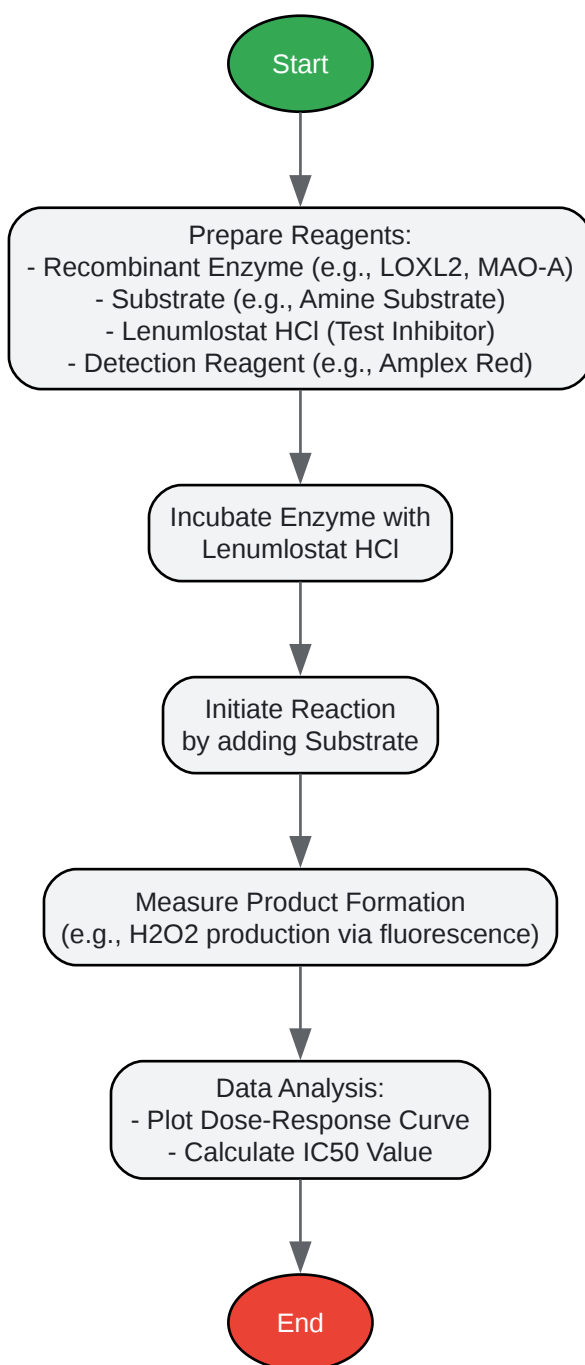 Start
Prepare Reagents:
- Recombinant Enzyme (e.g., LOXL2, MAO-A)
- Substrate (e.g., Amine Substrate)
- Lenumlostat HCl (Test Inhibitor)
- Detection Reagent (e.g., Amplex Red)
Incubate Enzyme with
Lenumlostat HCl
Initiate Reaction
by adding Substrate
Measure Product Formation
(e.g., H2O2 production via fluorescence)
Data Analysis:
- Plot Dose-Response Curve
- Calculate IC50 Value
End